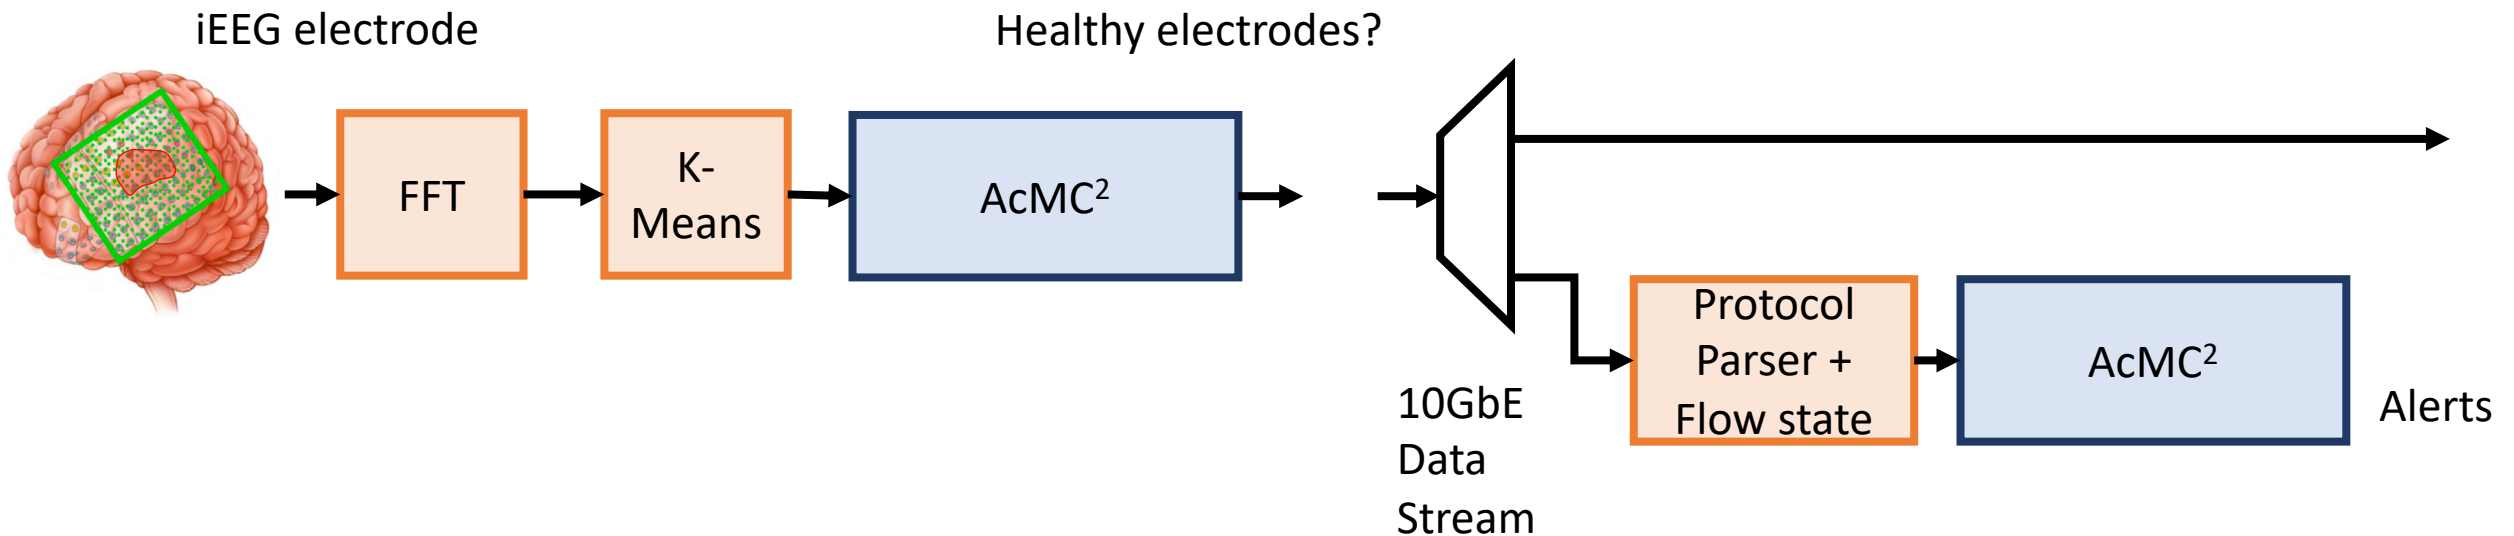 iEEG electrode
Healthy electrodes?
FFT
K-
Means
AcMC²
10GbE
Data
Stream
Protocol
Parser +
Flow state
AcMC²
Alerts